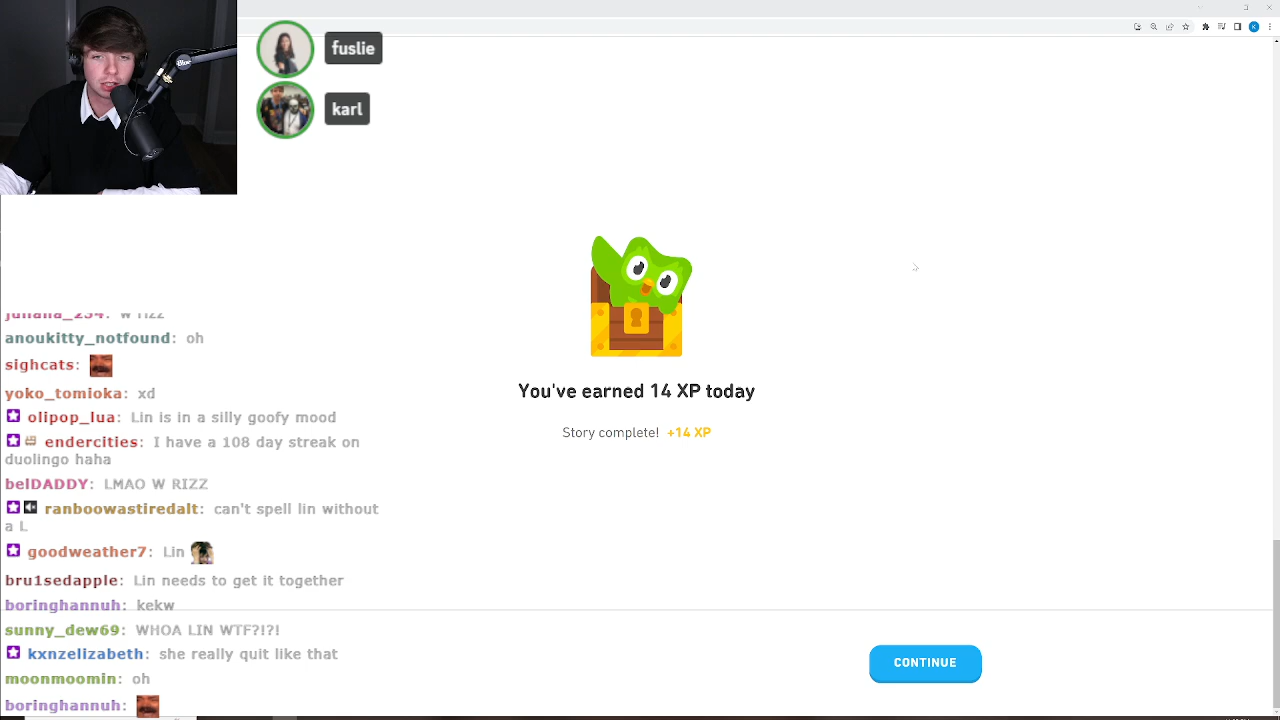 fuslie
karl
You've earned 14 XP today
Story complete! +14 XP
juliana_254: W rizz
anoukitty_notfound: oh
sighcats:
yoko_tomioka: xd
olipop_lua: Lin is in a silly goofy mood
endercities: I have a 108 day streak on
duolingo haha
belDADDY: LMAO W RIZZ
ranboowastiredalt: can't spell lin without
a L
goodweather7: Lin
bru1sedapple: Lin needs to get it together
boringhannuh: kekw
sunny_dew69: WHOA LIN WTF?!?!
kxnzelizabeth: she really quit like that
moonmoomin: oh
boringhannuh:
CONTINUE